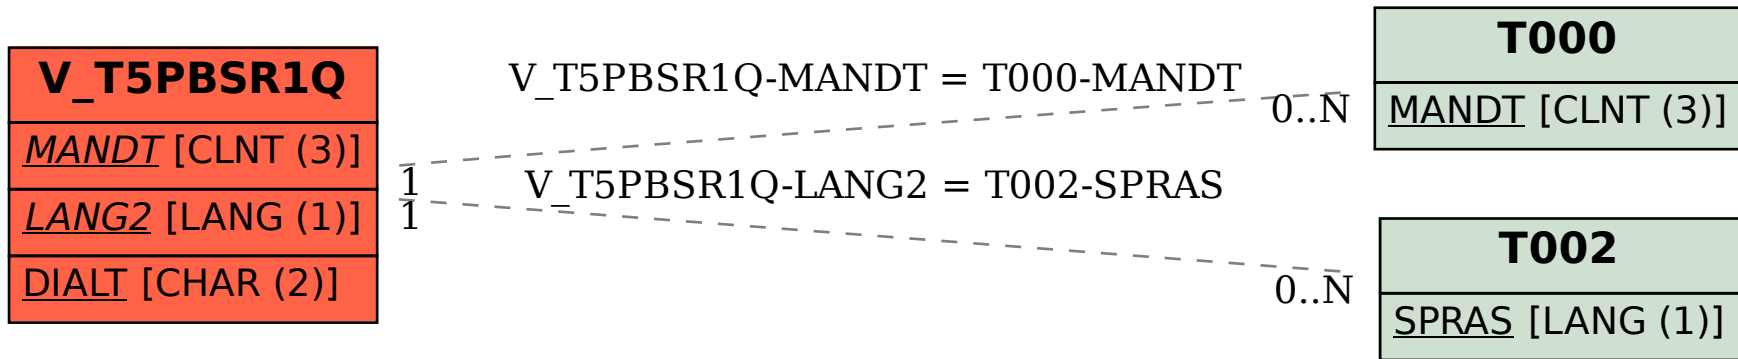 V_T5PBSR1Q
MANDT [CLNT (3)]
LANG2 [LANG (1)]
DIALT [CHAR (2)]
V_T5PBSR1Q-MANDT = T000-MANDT
0..N
1
V_T5PBSR1Q-LANG2 = T002-SPRAS
1
0..N
T000
MANDT [CLNT (3)]
T002
SPRAS [LANG (1)]